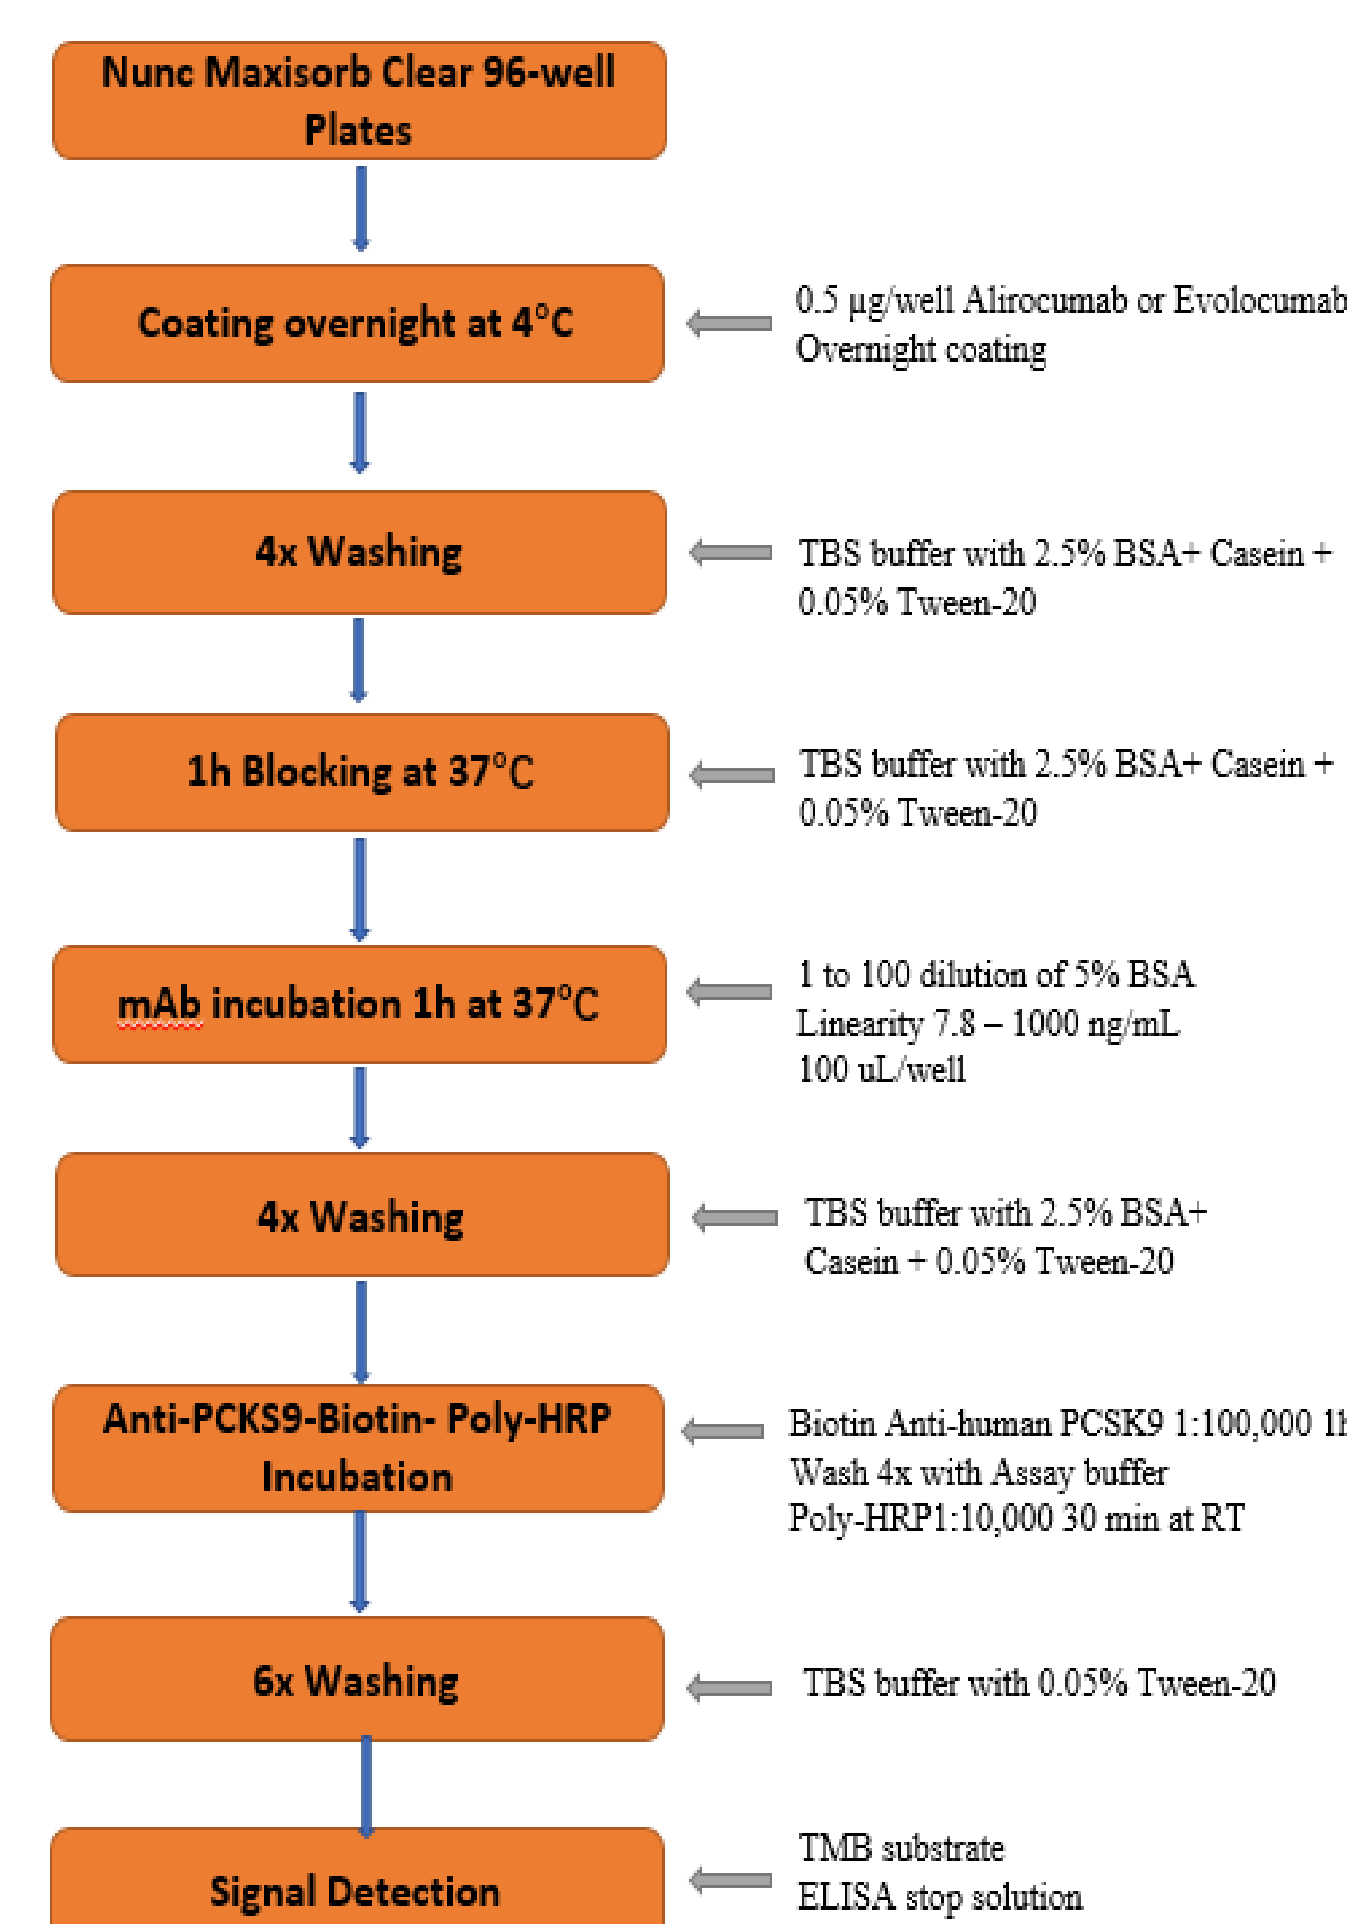 Nunc Maxisorb Clear 96-well
Plates
Coating overnight at 4°C
0.5 µg/well Alirocumab or Evolocumab
Overnight coating
4x Washing
TBS buffer with 2.5% BSA+ Casein +
0.05% Tween-20
1h Blocking at 37°C
TBS buffer with 2.5% BSA+ Casein +
0.05% Tween-20
mAb incubation 1h at 37°C
1 to 100 dilution of 5% BSA
Linearity 7.8 – 1000 ng/mL
100 uL/well
4x Washing
TBS buffer with 2.5% BSA+
Casein + 0.05% Tween-20
Anti-PCKS9-Biotin- Poly-HRP
Incubation
Biotin Anti-human PCSK9 1:100,000 1h
Wash 4x with Assay buffer
Poly-HRP1:10,000 30 min at RT
6x Washing
TBS buffer with 0.05% Tween-20
Signal Detection
TMB substrate
ELISA stop solution